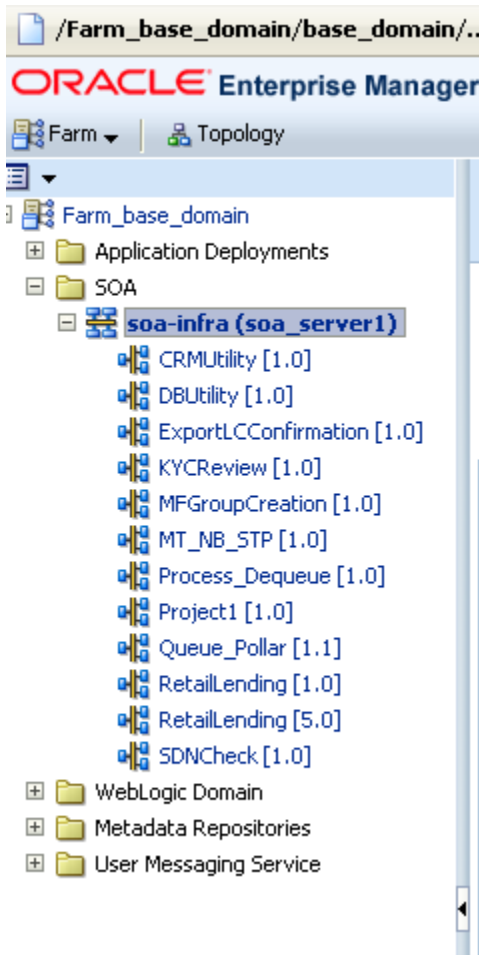 /Farm_base_domain/base_domain/..
ORACLE Enterprise Manager
Farm Topology
Farm_base_domain
Application Deployments
SOA
soa-infra (soa_server1)
CRMUtility [1.0]
DBUtility [1.0]
ExportLCConfirmation [1.0]
KYCReview [1.0]
MFGroupCreation [1.0]
MT_NB_STP [1.0]
Process_Dequeue [1.0]
Project1 [1.0]
Queue_Pollar [1.1]
RetailLending [1.0]
RetailLending [5.0]
SDNCheck [1.0]
WebLogic Domain
Metadata Repositories
User Messaging Service